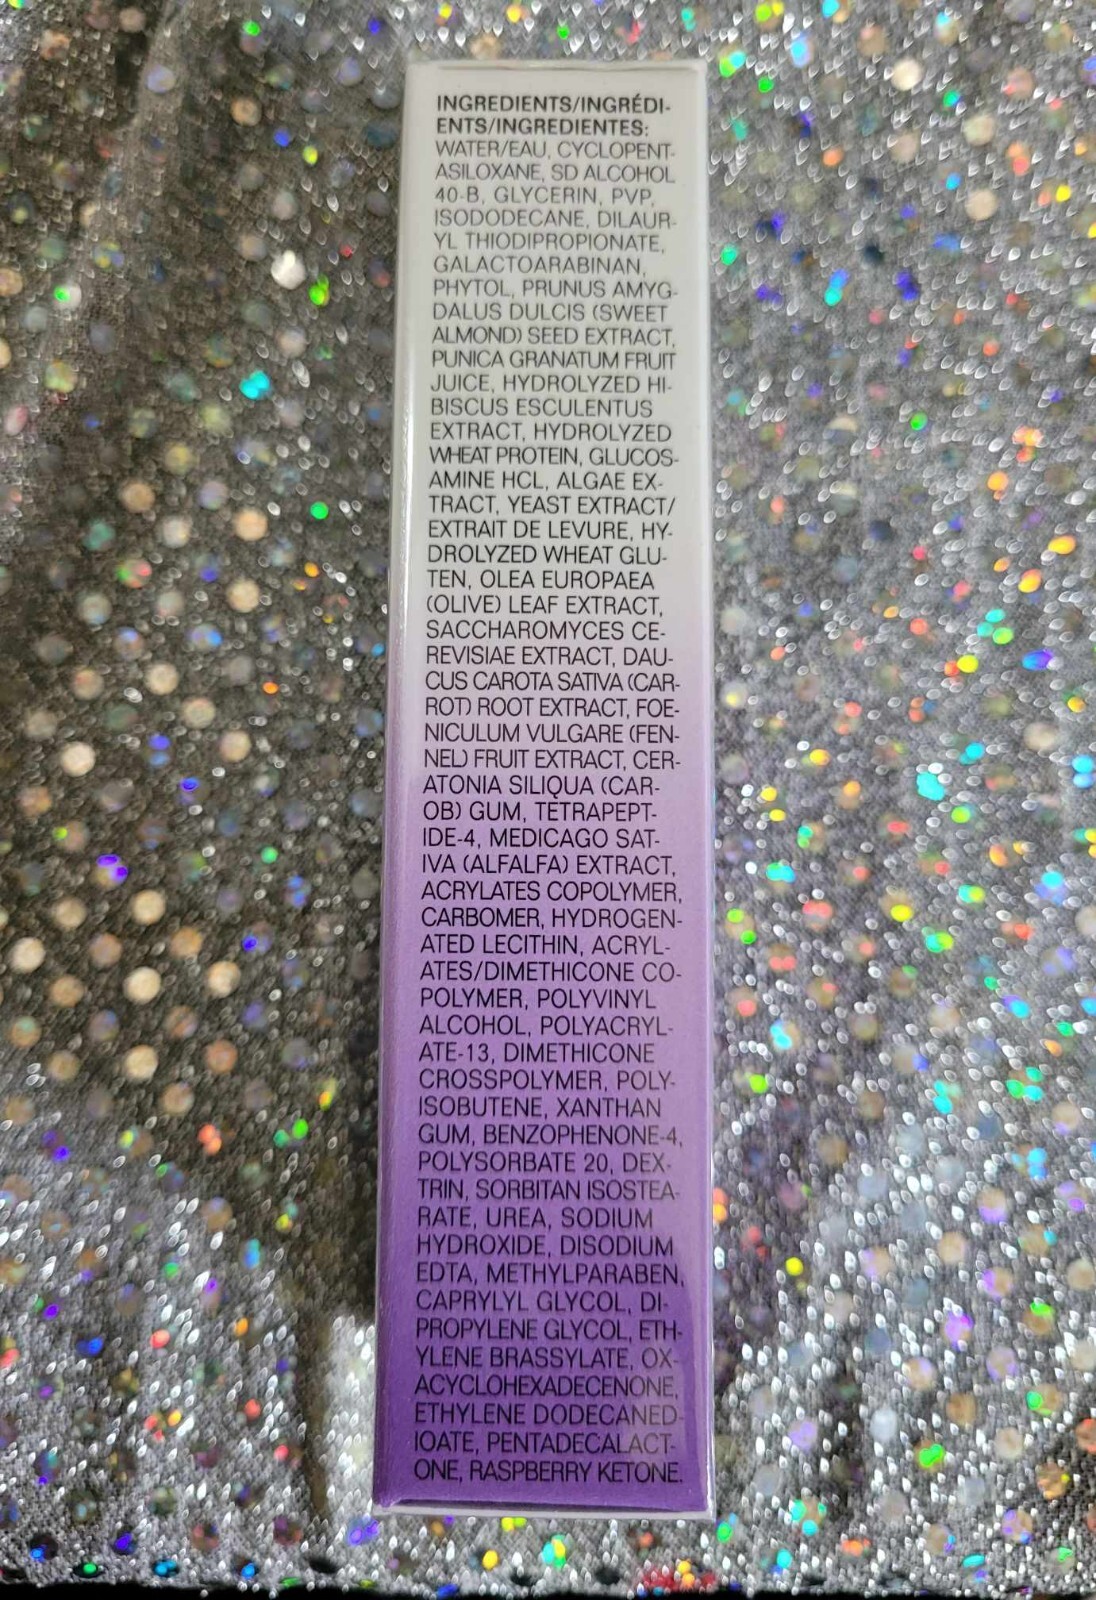 INGREDIENTS/INGRÉDI-
ENTS/INGREDIENTES:
WATER/EAU, CYCLOPENT-
ASILOXANE, SD ALCOHOL
40-B, GLYCERIN, PVP,
ISODODECANE, DILAUR-
YL THIODIPROPIONATE,
GALACTOARABINAN,
PHYTOL, PRUNUS AMYG-
DALUS DULCIS (SWEET
ALMOND) SEED EXTRACT,
PUNICA GRANATUM FRUIT
JUICE, HYDROLYZED HI-
BISCUS ESCULENTUS
EXTRACT, HYDROLYZED
WHEAT PROTEIN, GLUCOS-
AMINE HCL, ALGAE EX-
TRACT, YEAST EXTRACT/
EXTRAIT DE LEVURE, HY-
DROLYZED WHEAT GLU-
TEN, OLEA EUROPAEA
(OLIVE) LEAF EXTRACT,
SACCHAROMYCES CE-
REVISIAE EXTRACT, DAU-
CUS CAROTA SATIVA (CAR-
ROT) ROOT EXTRACT, FOE-
NICULUM VULGARE (FEN-
NEL) FRUIT EXTRACT, CER-
ATONIA SILIQUA (CAR-
OB) GUM, TETRAPEPT-
IDE-4, MEDICAGO SAT-
IVA (ALFALFA) EXTRACT,
ACRYLATES COPOLYMER,
CARBOMER, HYDROGEN-
ATED LECITHIN, ACRYL-
ATES/DIMETHICONE CO-
POLYMER, POLYVINYL
ALCOHOL, POLYACRYL-
ATE-13, DIMETHICONE
CROSSPOLYMER, POLY-
ISOBUTENE, XANTHAN
GUM, BENZOPHENONE-4,
POLYSORBATE 20, DEX-
TRIN, SORBITAN ISOSTEA-
RATE, UREA, SODIUM
HYDROXIDE, DISODIUM
EDTA, METHYLPARABEN,
CAPRYLYL GLYCOL, DI-
PROPYLENE GLYCOL, ETH-
YLENE BRASSYLATE, OX-
ACYCLOHEXADECENONE,
ETHYLENE DODECANED-
IOATE, PENTADECALACT-
ONE, RASPBERRY KETONE.